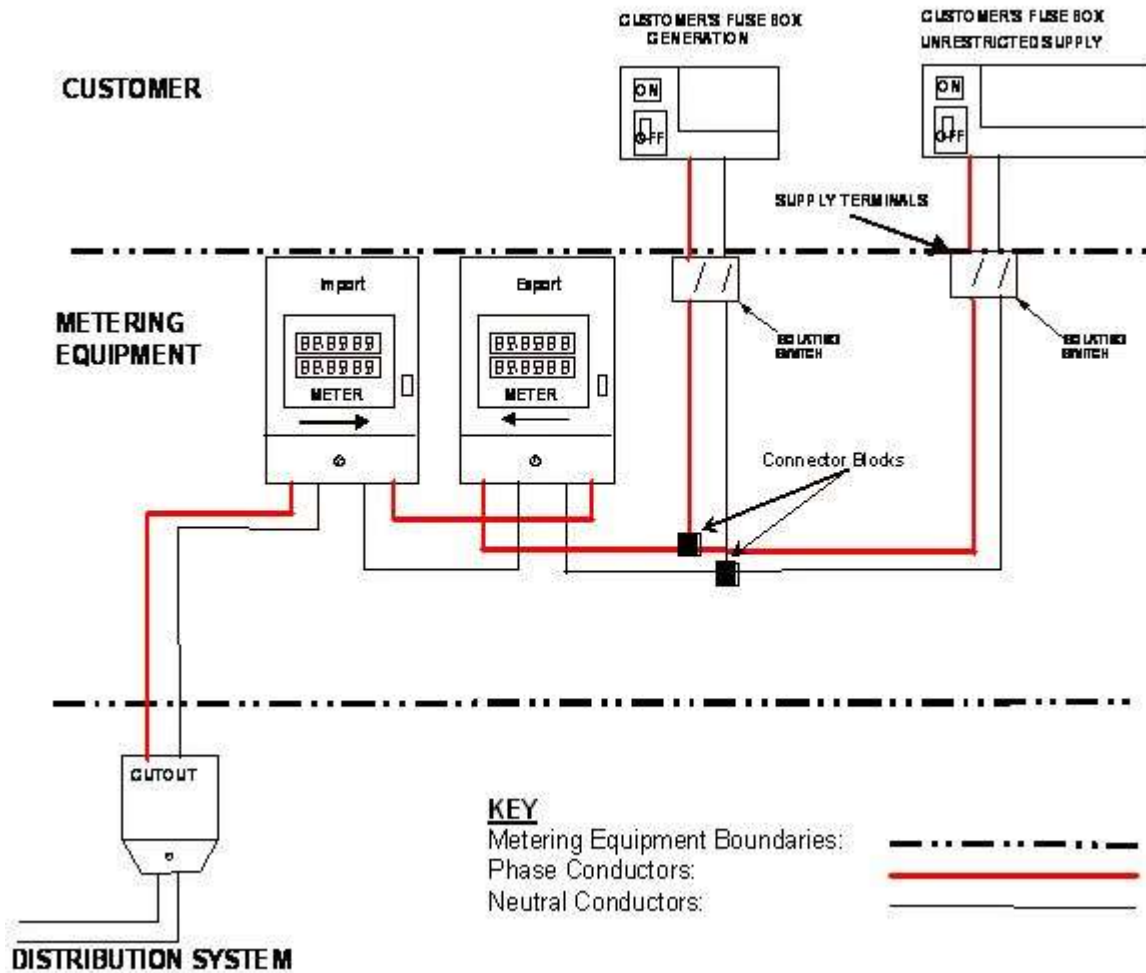 CUSTOMER'S FUSE BOX
GENERATION
CUSTOMER'S FUSE BOX
UNRESTRICTED SUPPLY
CUSTOMER
ON
OFF
ON
OFF
SUPPLY TERMINALS
Import
Export
METERING
EQUIPMENT
METER
METER
ISOLATING
SWITCH
ISOLATING
SWITCH
Connector Blocks
CUTOUT
KEY
Metering Equipment Boundaries:
Phase Conductors:
Neutral Conductors:
DISTRIBUTION SYSTEM